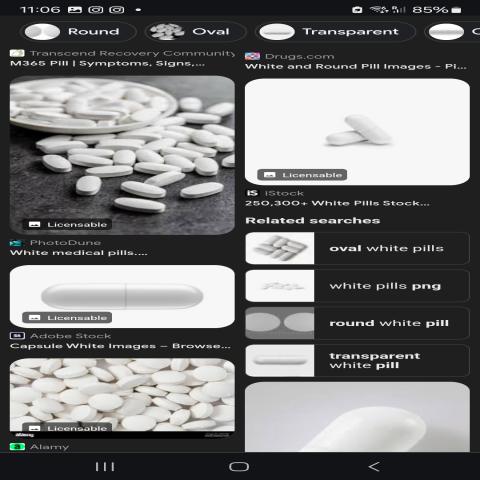 11:06
85%
Round
Oval
Transparent
Transcend Recovery Community
M365 Pill | Symptoms, Signs,...
Licensable
PhotoDune
White medical pills....
Licensable
Adobe Stock
Capsule White Images – Browse...
Licensable
alamy
Alamy
Drugs.com
White and Round Pill Images - Pi...
Licensable
iS
iStock
250,300+ White Pills Stock...
Related searches
oval white pills
white pills png
round white pill
transparent
white pill